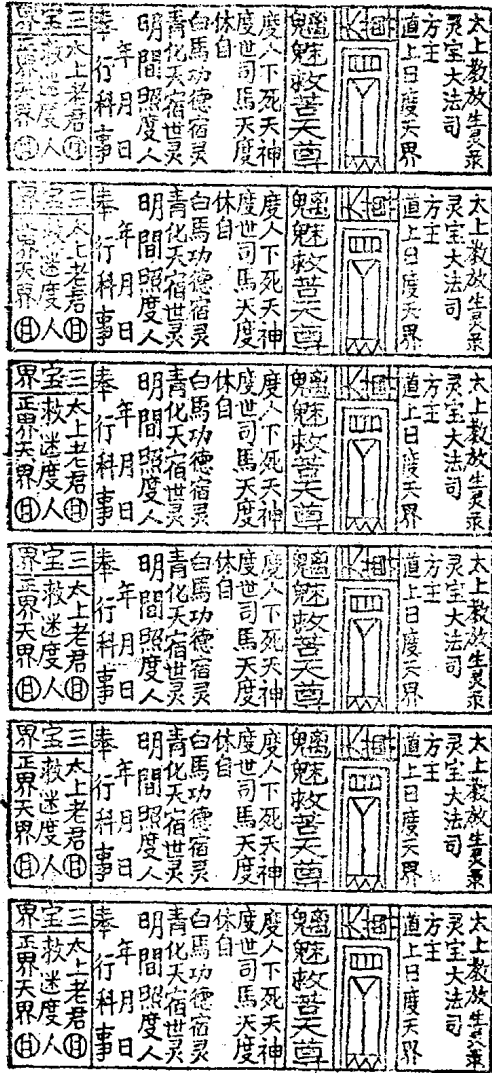 太上教放生灵录
灵宝大法司
方主
道上日度天界
魑魅救苦天尊
度人下死天神
度世司馬天度
休自
白馬功德宿灵
青化天宿世灵
明間照度人
年月日
奉行科事
三宝界
太上老君㊐
救迷度人
正界天界㊐
太上教放生灵录
灵宝大法司
方主
道上日度天界
魑魅救苦天尊
度人下死天神
度世司馬天度
休自
白馬功德宿灵
青化天宿世灵
明間照度人
年月日
奉行科事
三宝界
太上老君㊐
救迷度人
正界天界㊐
太上教放生灵录
灵宝大法司
方主
道上日度天界
魑魅救苦天尊
度人下死天神
度世司馬天度
休自
白馬功德宿灵
青化天宿世灵
明間照度人
年月日
奉行科事
三宝界
太上老君㊐
救迷度人
正界天界㊐
太上教放生灵录
灵宝大法司
方主
道上日度天界
魑魅救苦天尊
度人下死天神
度世司馬天度
休自
白馬功德宿灵
青化天宿世灵
明間照度人
年月日
奉行科事
三宝界
太上老君㊐
救迷度人
正界天界㊐
太上教放生灵录
灵宝大法司
方主
道上日度天界
魑魅救苦天尊
度人下死天神
度世司馬天度
休自
白馬功德宿灵
青化天宿世灵
明間照度人
年月日
奉行科事
三宝界
太上老君㊐
救迷度人
正界天界㊐
太上教放生灵录
灵宝大法司
方主
道上日度天界
魑魅救苦天尊
度人下死天神
度世司馬天度
休自
白馬功德宿灵
青化天宿世灵
明間照度人
年月日
奉行科事
三宝界
太上老君㊐
救迷度人
正界天界㊐